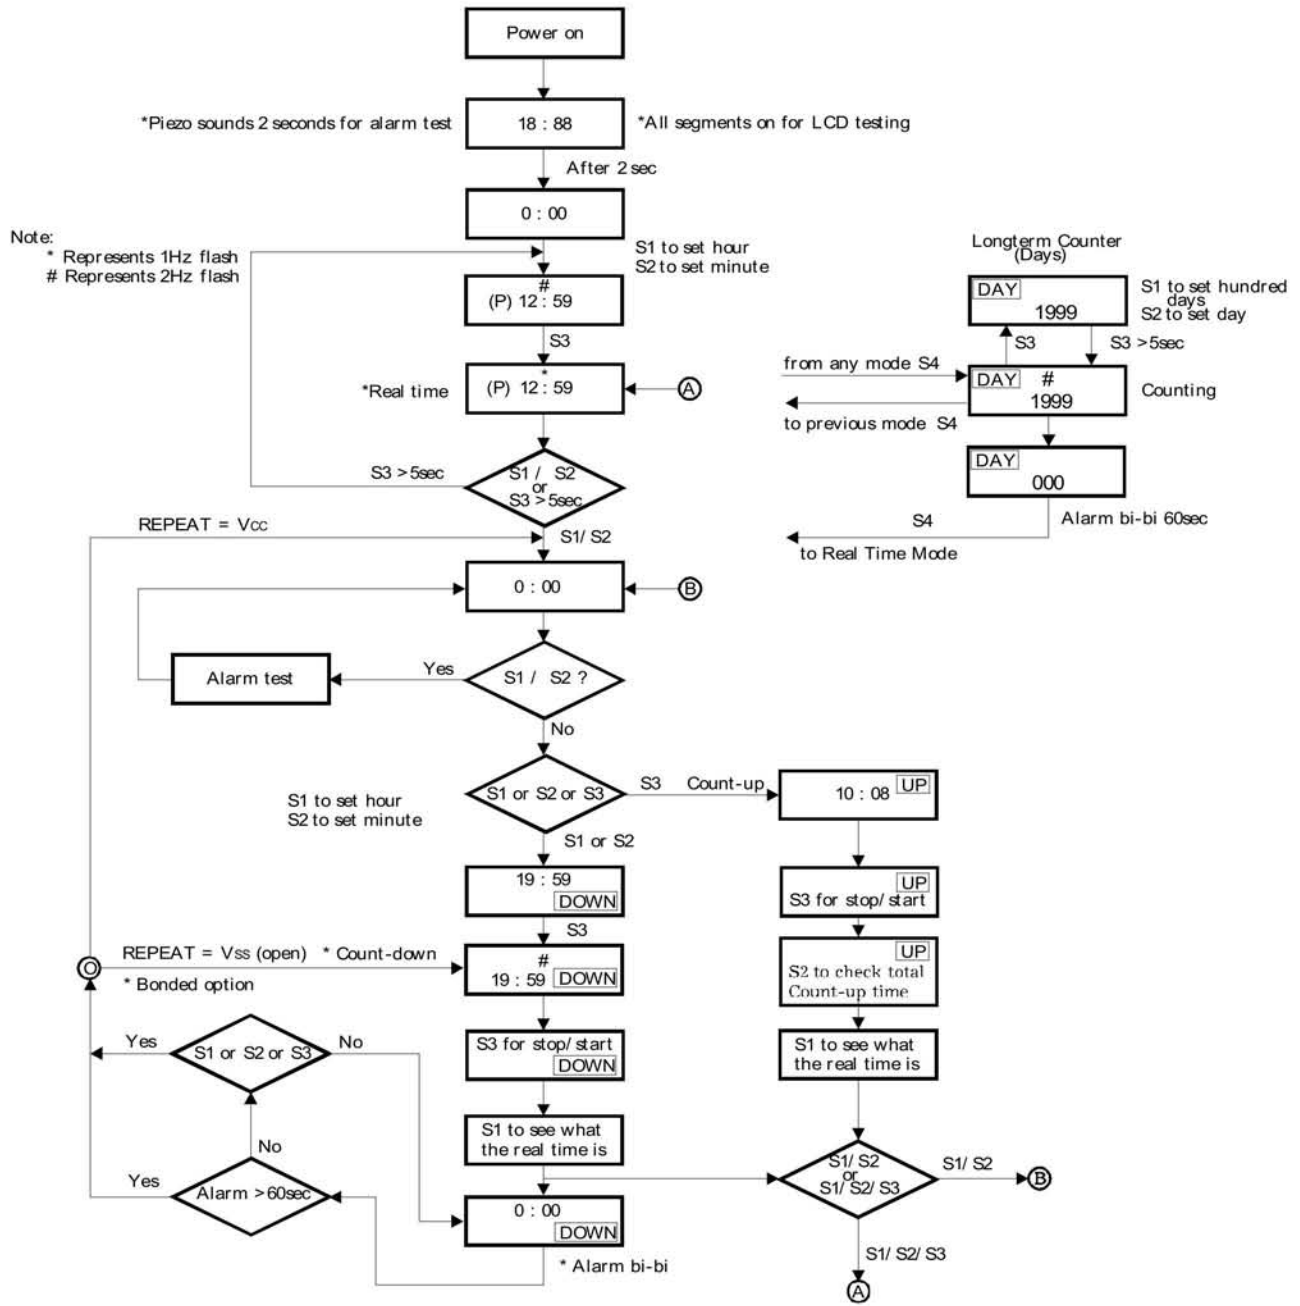 Power on
*Piezo sounds 2 seconds for alarm test
18 : 88
*All segments on for LCD testing
After 2 sec
0 : 00
Note:
* Represents 1Hz flash
# Represents 2Hz flash
S1 to set hour
S2 to set minute
#
(P) 12 : 59
S3
*Real time
*
(P) 12 : 59
A
S3 > 5sec
S1 / S2
or
S3 > 5sec
REPEAT = Vcc
S1/ S2
0 : 00
B
Alarm test
Yes
S1 / S2 ?
No
S1 to set hour
S2 to set minute
S1 or S2 or S3
S3 Count-up
S1 or S2
19 : 59
DOWN
S3
O
REPEAT = Vss (open) * Count-down
* Bonded option
#
19 : 59 DOWN
Yes
S1 or S2 or S3
No
S3 for stop/ start
DOWN
No
S1 to see what
the real time is
Yes
Alarm > 60sec
0 : 00
DOWN
* Alarm bi-bi
10 : 08 UP
UP
S3 for stop/ start
UP
S2 to check total
Count-up time
S1 to see what
the real time is
S1/ S2
or
S1/ S2/ S3
S1/ S2
B
S1/ S2/ S3
A
Longterm Counter
(Days)
DAY
1999
S1 to set hundred
days
S2 to set day
S3
S3 > 5sec
from any mode S4
DAY #
1999
Counting
to previous mode S4
DAY
000
S4
Alarm bi-bi 60sec
to Real Time Mode